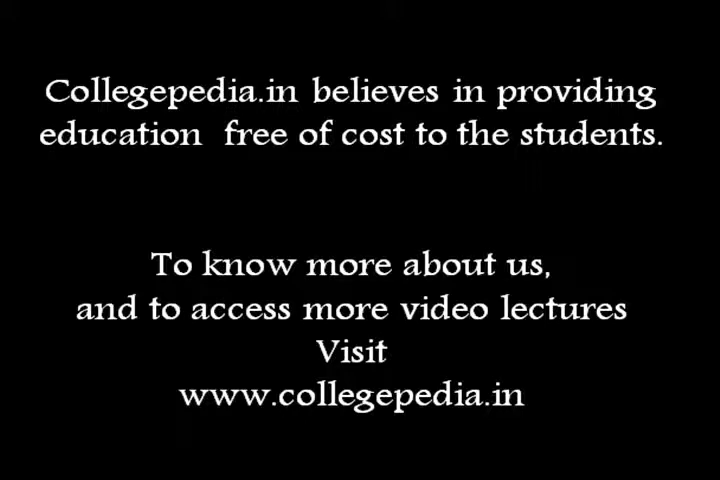 Collegepedia.in believes in providing
education free of cost to the students.
To know more about us,
and to access more video lectures
Visit
www.collegepedia.in